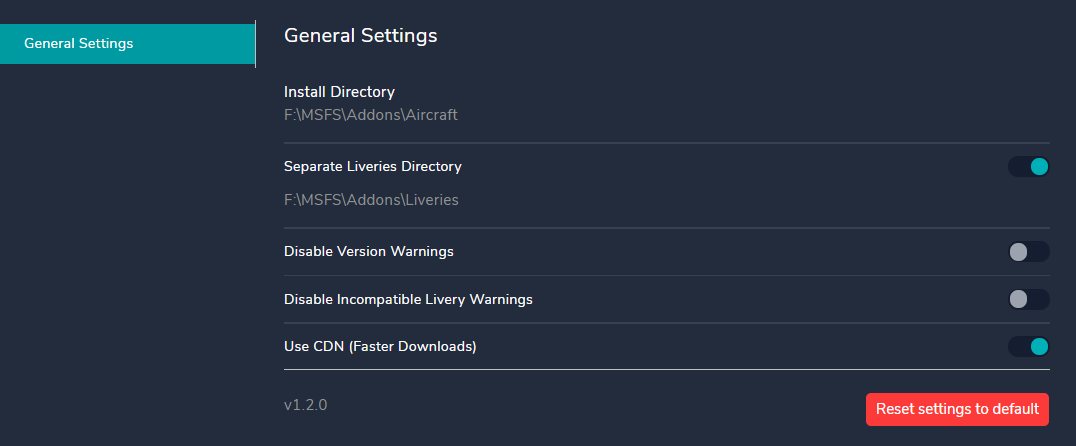 General Settings
General Settings
Install Directory
F:\MSFS\Addons\Aircraft
Separate Liveries Directory
F:\MSFS\Addons\Liveries
Disable Version Warnings
Disable Incompatible Livery Warnings
Use CDN (Faster Downloads)
v1.2.0
Reset settings to default